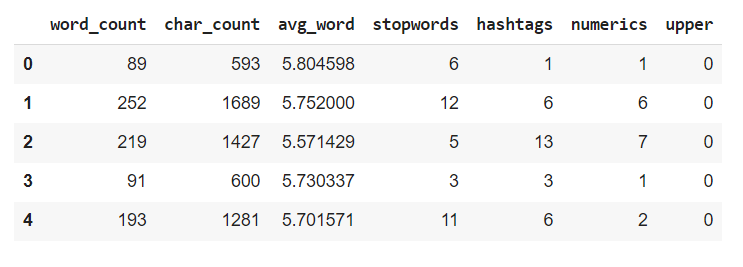 word_count char_count avg_word stopwords hashtags numerics upper
0 89 593 5.804598 6 1 1 0
1 252 1689 5.752000 12 6 6 0
2 219 1427 5.571429 5 13 7 0
3 91 600 5.730337 3 3 1 0
4 193 1281 5.701571 11 6 2 0